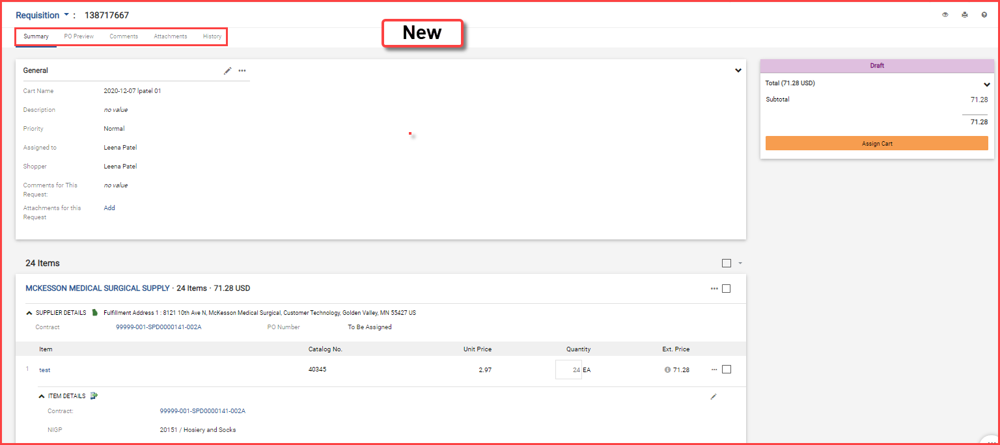 Requisition : 138717667
Summary PO Preview Comments Attachments History
New
General
Cart Name 2020-12-07 lpatel 01
Description no value
Priority Normal
Assigned to Leena Patel
Shopper Leena Patel
Comments for This
Request: no value
Attachments for this
Request Add
Draft
Total (71.28 USD)
Subtotal 71.28
71.28
Assign Cart
24 Items
MCKESSON MEDICAL SURGICAL SUPPLY · 24 Items · 71.28 USD
SUPPLIER DETAILS Fulfillment Address 1 : 8121 10th Ave N, McKesson Medical Surgical, Customer Technology, Golden Valley, MN 55427 US
Contract 99999-001-SPD0000141-002A PO Number To Be Assigned
Item Catalog No. Unit Price Quantity Ext. Price
1 test 40345 2.97 24 EA 71.28
ITEM DETAILS
Contract: 99999-001-SPD0000141-002A
NIGP 20151 / Hosiery and Socks